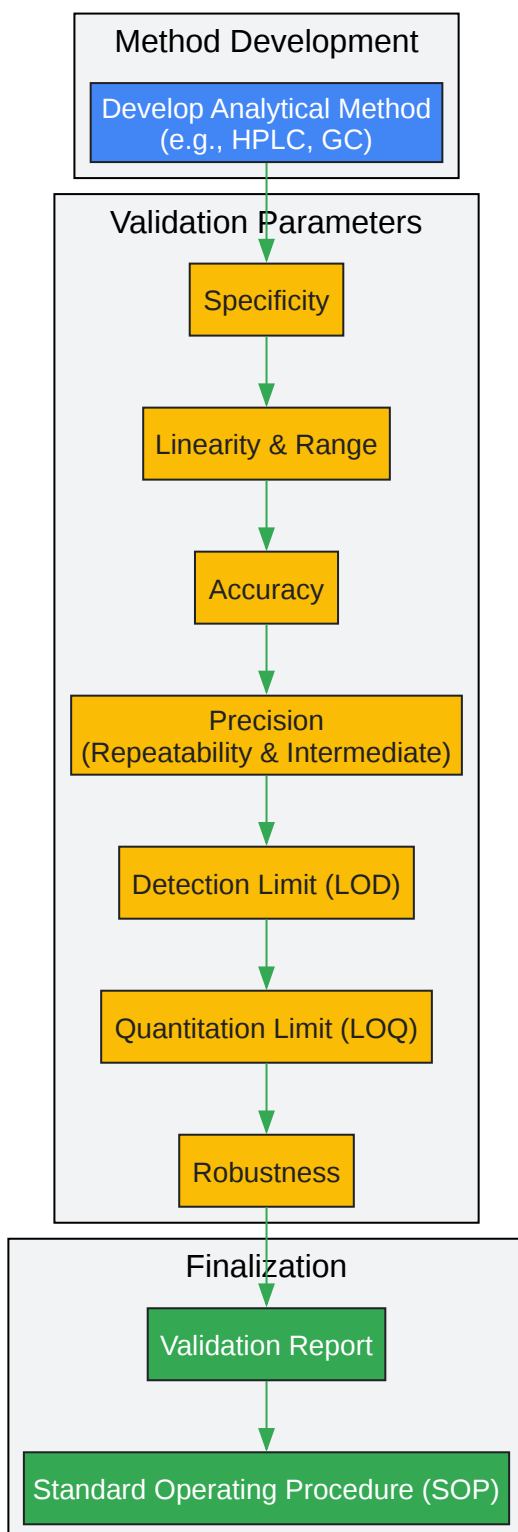 Method Development
Develop Analytical Method
(e.g., HPLC, GC)
Validation Parameters
Specificity
Linearity & Range
Accuracy
Precision
(Repeatability & Intermediate)
Detection Limit (LOD)
Quantitation Limit (LOQ)
Robustness
Finalization
Validation Report
Standard Operating Procedure (SOP)